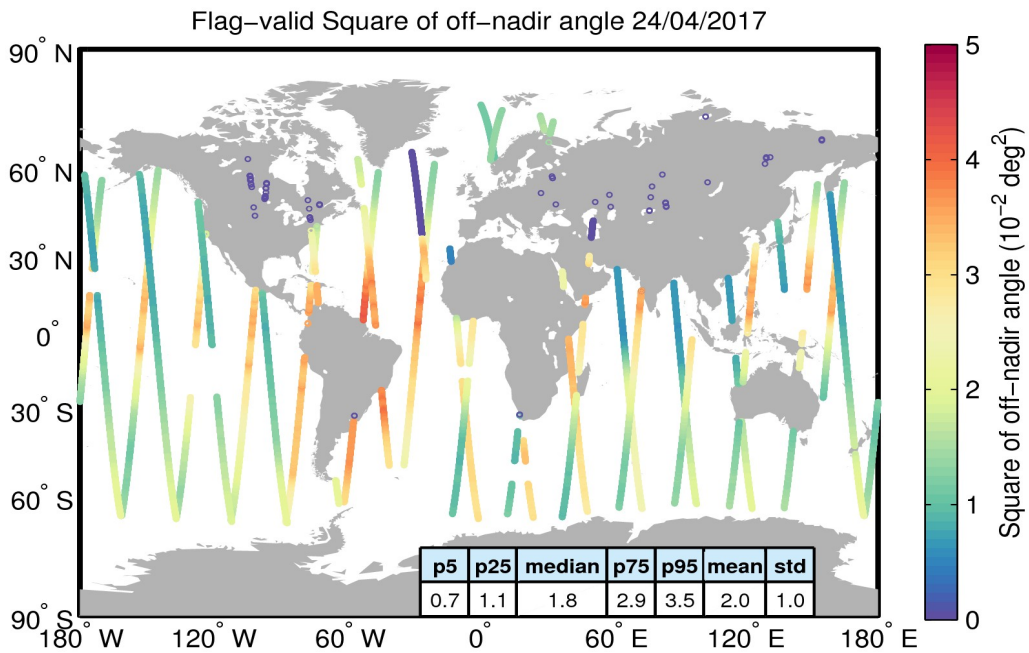 Flag−valid Square of off−nadir angle 24/04/2017
90° N
60° N
30° N
0°
30° S
60° S
90° S
180° W
120° W
60° W
0°
60° E
120° E
180° E
p5 p25 median p75 p95 mean std
0.7 1.1 1.8 2.9 3.5 2.0 1.0
5
4
3
2
1
0
Square of off−nadir angle (10⁻² deg²)